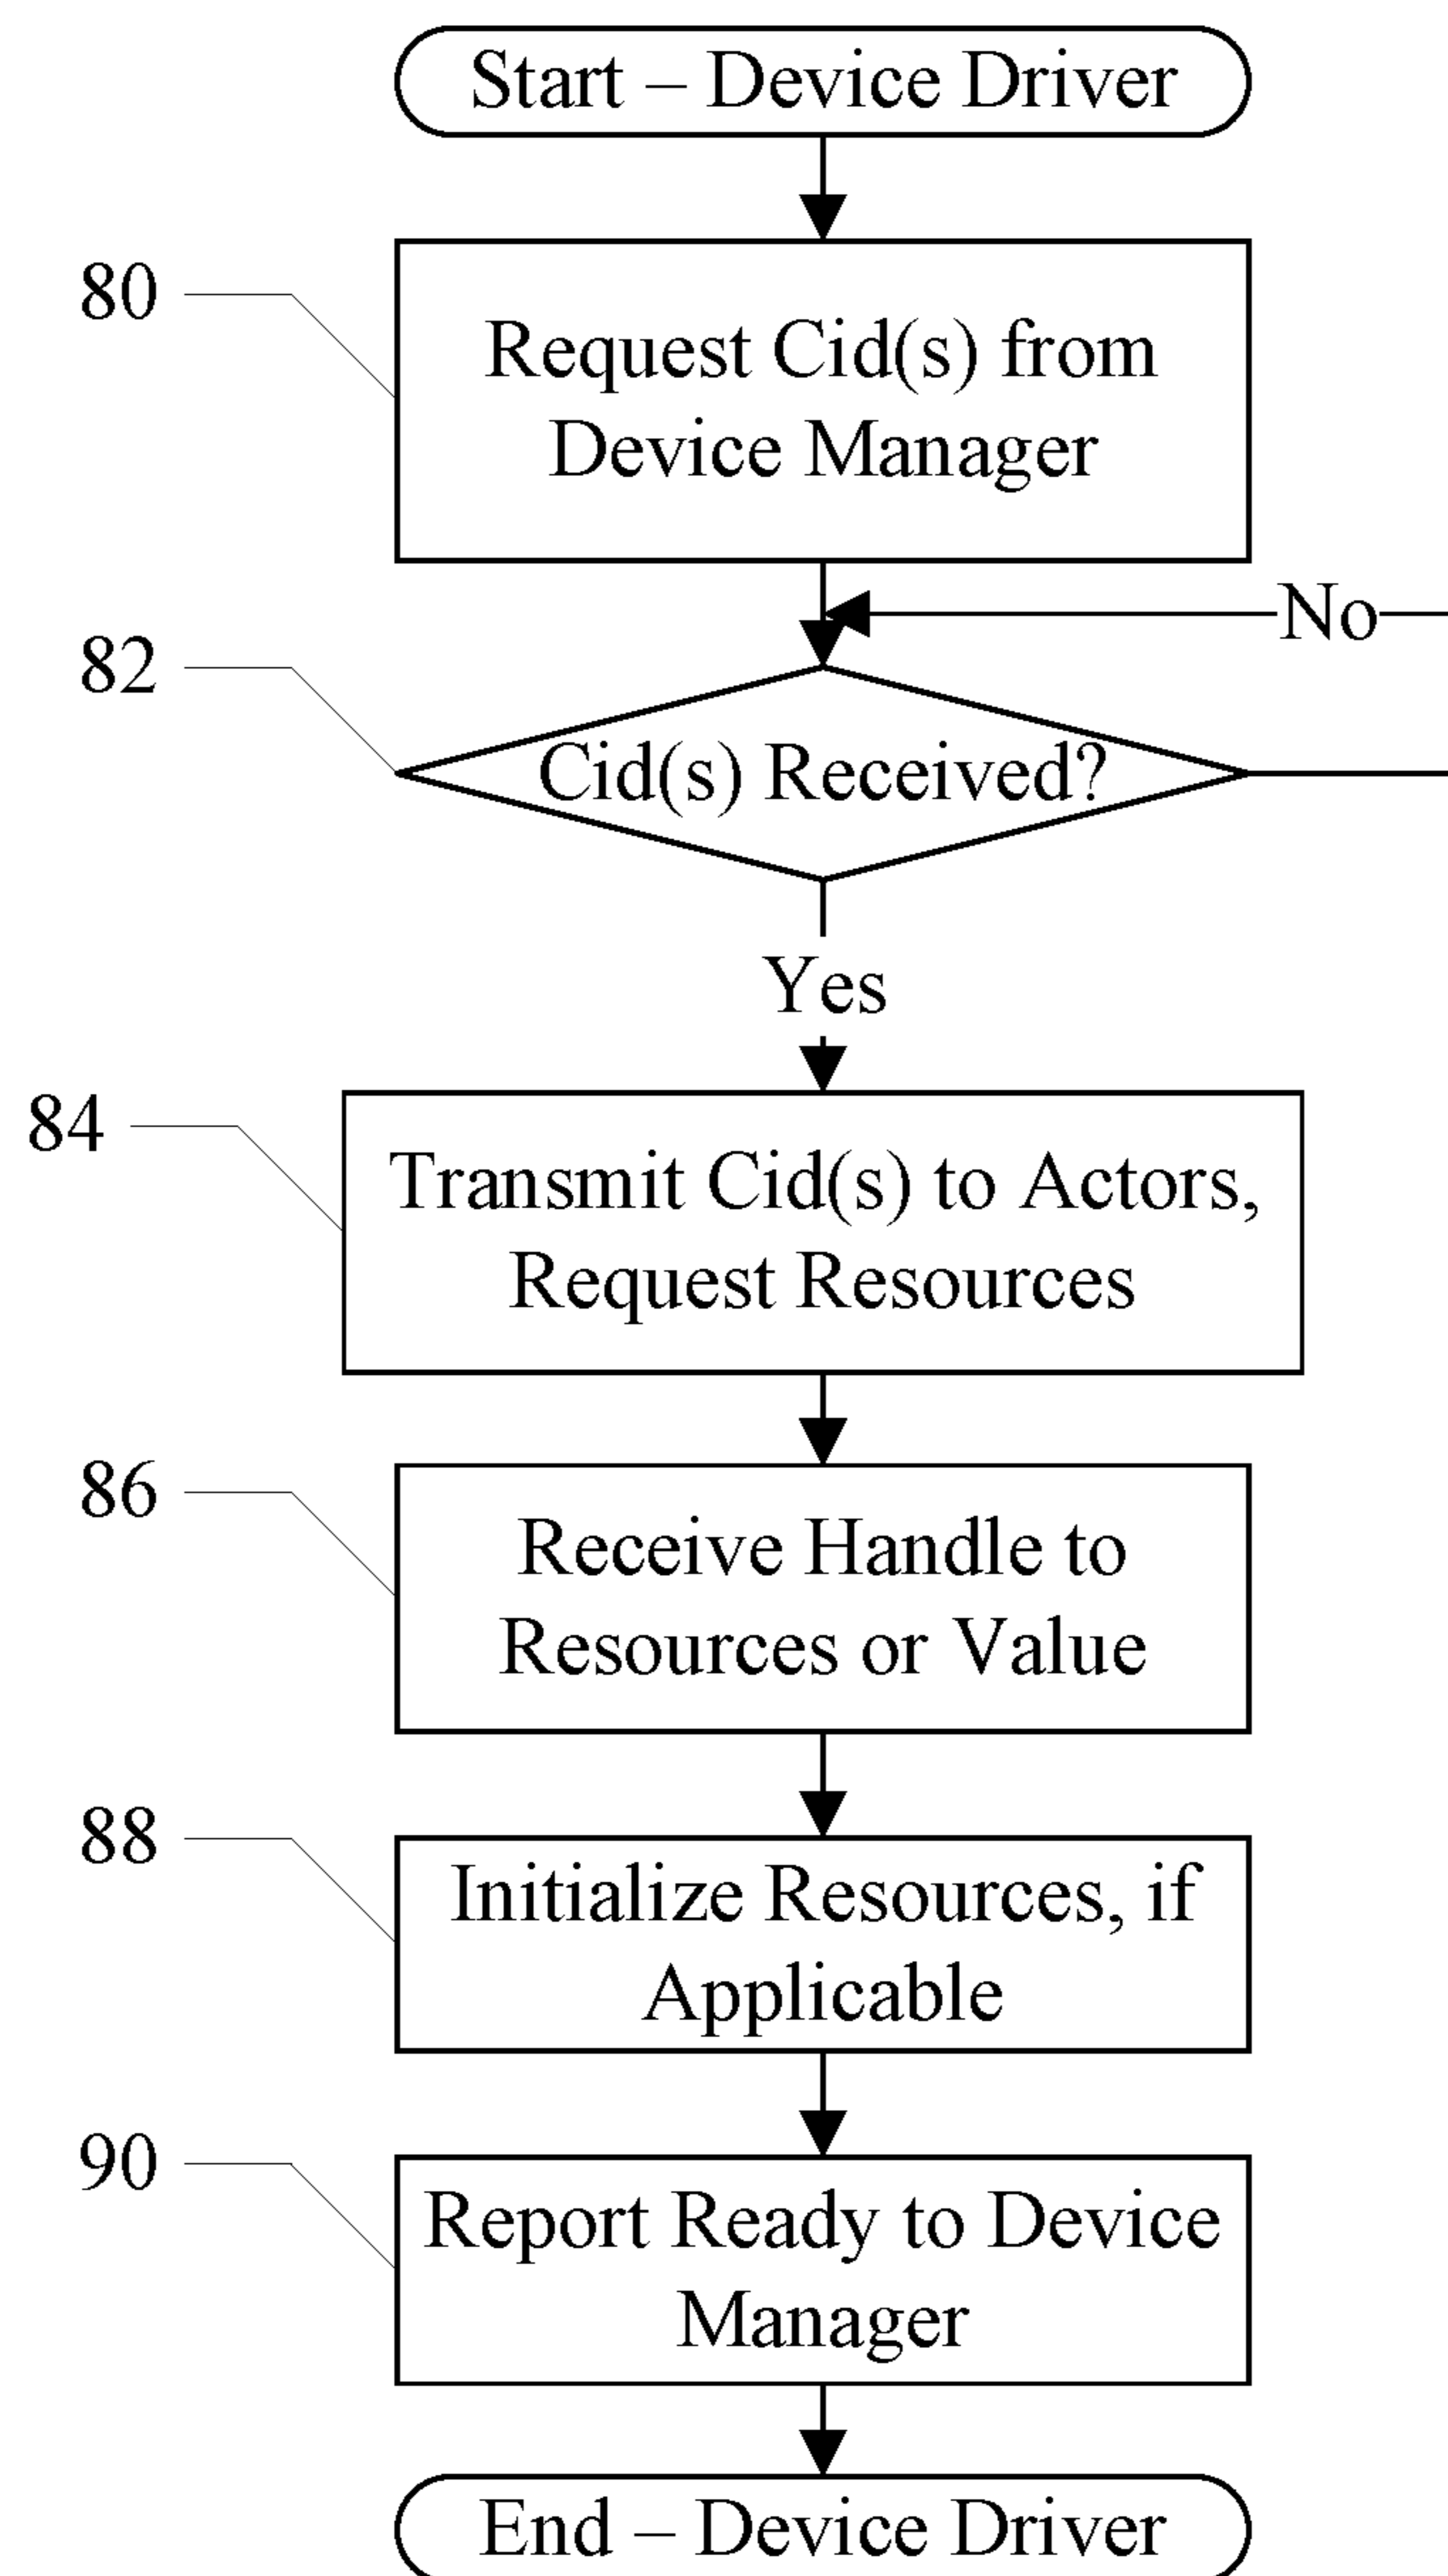 Start – Device Driver
80
Request Cid(s) from
Device Manager
No
82
Cid(s) Received?
Yes
84
Transmit Cid(s) to Actors,
Request Resources
86
Receive Handle to
Resources or Value
88
Initialize Resources, if
Applicable
90
Report Ready to Device
Manager
End – Device Driver